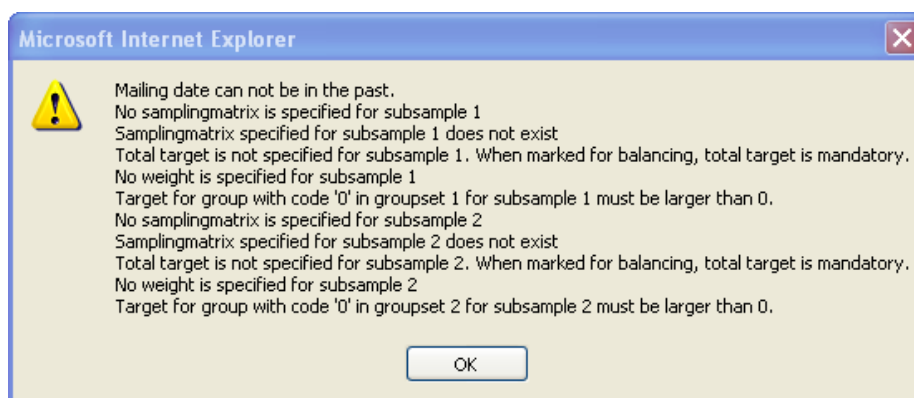 Microsoft Internet Explorer
Mailing date can not be in the past.
No samplingmatrix is specified for subsample 1
Samplingmatrix specified for subsample 1 does not exist
Total target is not specified for subsample 1. When marked for balancing, total target is mandatory.
No weight is specified for subsample 1
Target for group with code '0' in groupset 1 for subsample 1 must be larger than 0.
No samplingmatrix is specified for subsample 2
Samplingmatrix specified for subsample 2 does not exist
Total target is not specified for subsample 2. When marked for balancing, total target is mandatory.
No weight is specified for subsample 2
Target for group with code '0' in groupset 2 for subsample 2 must be larger than 0.
OK